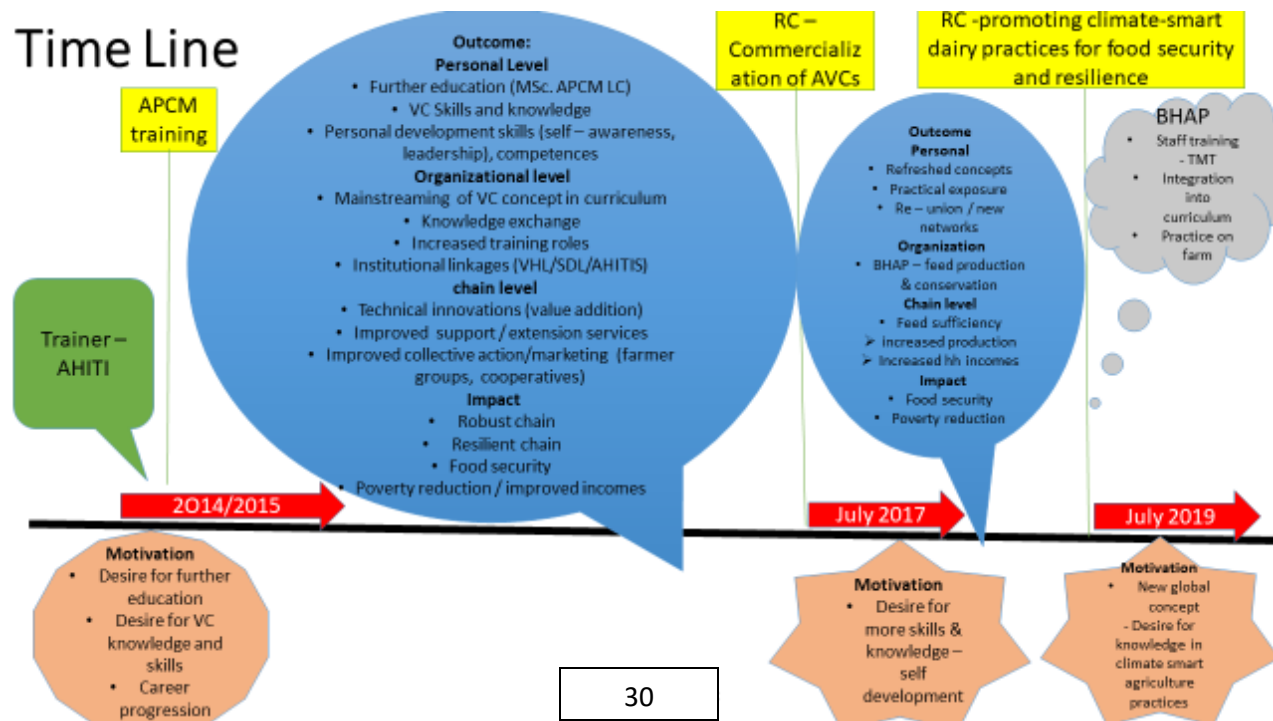 Time Line
APCM
training
Trainer –
AHITI
Outcome:
Personal Level
• Further education (MSc. APCM LC)
• VC Skills and knowledge
• Personal development skills (self – awareness,
leadership), competences
Organizational level
• Mainstreaming of VC concept in curriculum
• Knowledge exchange
• Increased training roles
• Institutional linkages (VHL/SDL/AHITIS)
chain level
• Technical innovations (value addition)
• Improved support / extension services
• Improved collective action/marketing (farmer
groups, cooperatives)
Impact
• Robust chain
• Resilient chain
• Food security
• Poverty reduction / improved incomes
RC –
Commercializ
ation of AVCs
Outcome
Personal
• Refreshed concepts
• Practical exposure
• Re – union / new
networks
Organization
• BHAP – feed production
& conservation
Chain level
• Feed sufficiency
➢ increased production
➢ Increased hh incomes
Impact
• Food security
• Poverty reduction
RC -promoting climate-smart
dairy practices for food security
and resilience
BHAP
• Staff training
- TMT
• Integration
into
curriculum
• Practice on
farm
2O14/2015
July 2017
July 2019
Motivation
• Desire for further
education
• Desire for VC
knowledge and
skills
• Career
progression
Motivation
• Desire for
more skills &
knowledge –
self
development
Motivation
• New global
concept
- Desire for
knowledge in
climate smart
agriculture
practices
30